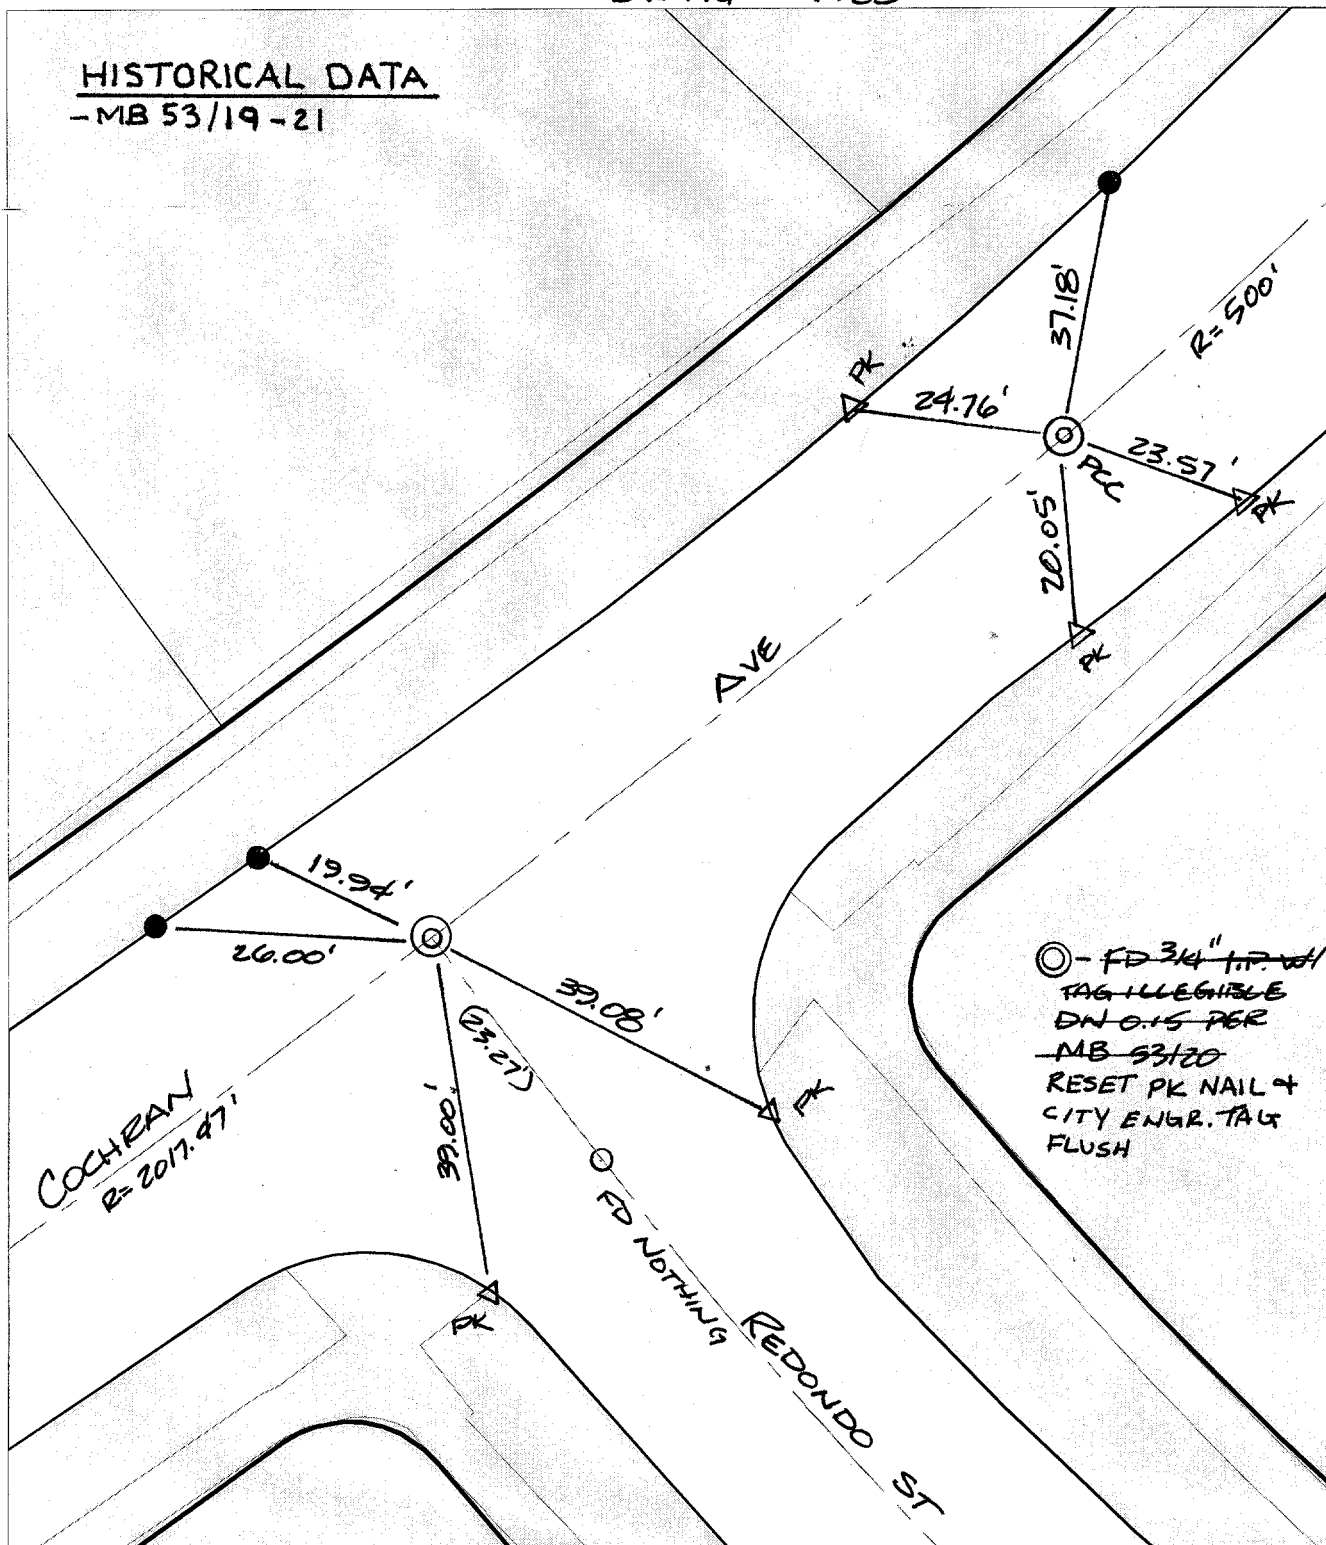 HISTORICAL DATA
- MB 53/19-21
37.18'
R=500'
PK
24.76'
23.57'
PCC
PK
20.05'
PK
AVE
19.94'
26.00'
39.08'
(23.27')
39.00'
PK
COCHRAN
R=2017.47'
FD NOTHING
PK
REDONDO ST
- FD 3/4" I.P. W/
TAG ILLEGIBLE
DN 0.15 PER
MB 53/20
RESET PK NAIL &
CITY ENGR. TAG
FLUSH